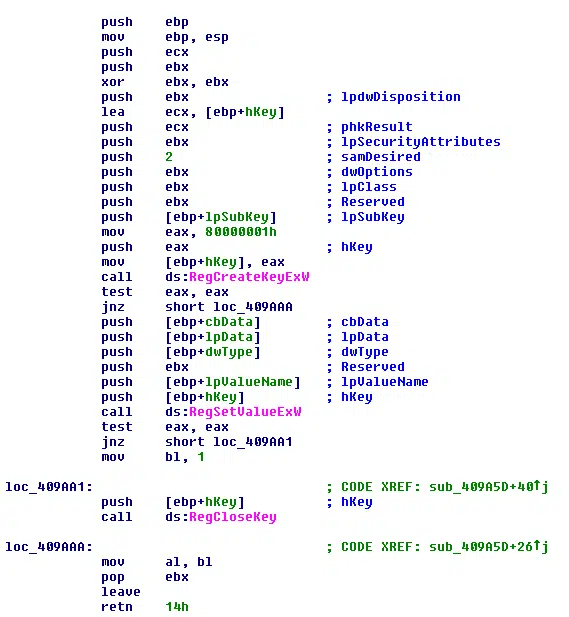 push ebp
mov ebp, esp
push ecx
push ebx
xor ebx, ebx
push ebx ; lpdwDisposition
lea ecx, [ebp+hKey]
push ecx ; phkResult
push ebx ; lpSecurityAttributes
push 2 ; samDesired
push ebx ; dwOptions
push ebx ; lpClass
push ebx ; Reserved
push [ebp+lpSubKey] ; lpSubKey
mov eax, 80000001h
push eax ; hKey
mov [ebp+hKey], eax
call ds:RegCreateKeyExW
test eax, eax
jnz short loc_409AAA
push [ebp+cbData] ; cbData
push [ebp+lpData] ; lpData
push [ebp+dwType] ; dwType
push ebx ; Reserved
push [ebp+lpValueName] ; lpValueName
push [ebp+hKey] ; hKey
call ds:RegSetValueExW
test eax, eax
jnz short loc_409AA1
mov bl, 1
loc_409AA1: ; CODE XREF: sub_409A5D+40↑j
push [ebp+hKey] ; hKey
call ds:RegCloseKey
loc_409AAA: ; CODE XREF: sub_409A5D+26↑j
mov al, bl
pop ebx
leave
retn 14h